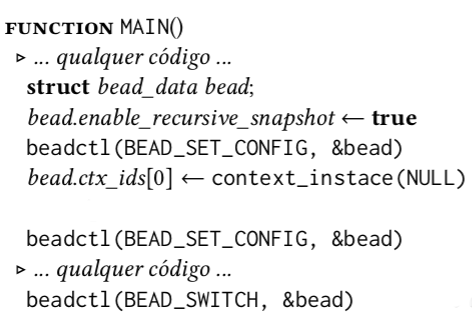 FUNCTION MAIN()
▹ ... qualquer código ...
struct bead_data bead;
bead.enable_recursive_snapshot ← true
beadctl(BEAD_SET_CONFIG, &bead)
bead.ctx_ids[0] ← context_instace(NULL)
beadctl(BEAD_SET_CONFIG, &bead)
▹ ... qualquer código ...
beadctl(BEAD_SWITCH, &bead)